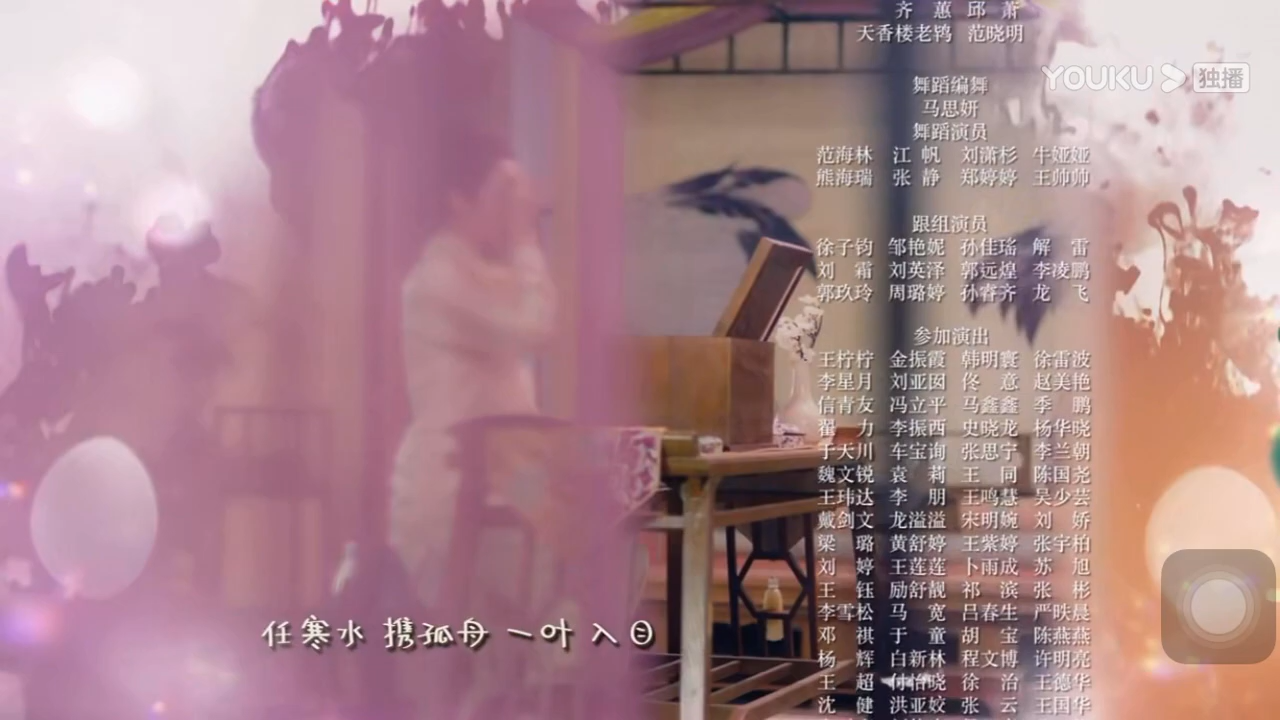 齐 蕙 邱 萧
天香楼老鸨 范晓明
YOUKU 独播
舞蹈编舞
马思妍
舞蹈演员
范海林 江 帆 刘潇杉 牛娅娅
熊海瑞 张 静 郑婷婷 王帅帅
跟组演员
徐子钧 邹艳妮 孙佳瑶 解 雷
刘 霜 刘英泽 郭远煌 李凌鹏
郭玖玲 周璐婷 孙睿齐 龙 飞
参加演出
王柠柠 金振霞 韩明寰 徐雷波
李星月 刘亚囡 佟 意 赵美艳
信青友 冯立平 马鑫鑫 季 鹏
翟 力 李振西 史晓龙 杨华晓
于天川 车宝询 张思宁 李兰朝
魏文锐 袁 莉 王 同 陈国尧
王玮达 李 朋 王鸣慧 吴少芸
戴剑文 龙溢溢 宋明婉 刘 娇
梁 璐 黄舒婷 王紫婷 张宇柏
刘 婷 王莲莲 卜雨成 苏 旭
王 钰 励舒靓 祁 滨 张 彬
李雪松 马 宽 吕春生 严昳晨
任寒水 携孤舟 一叶 入目
邓 祺 于 童 胡 宝 陈燕燕
杨 辉 白新林 程文博 许明亮
王 超 付怡晓 徐 治 王德华
沈 健 洪亚姣 张 云 王国华